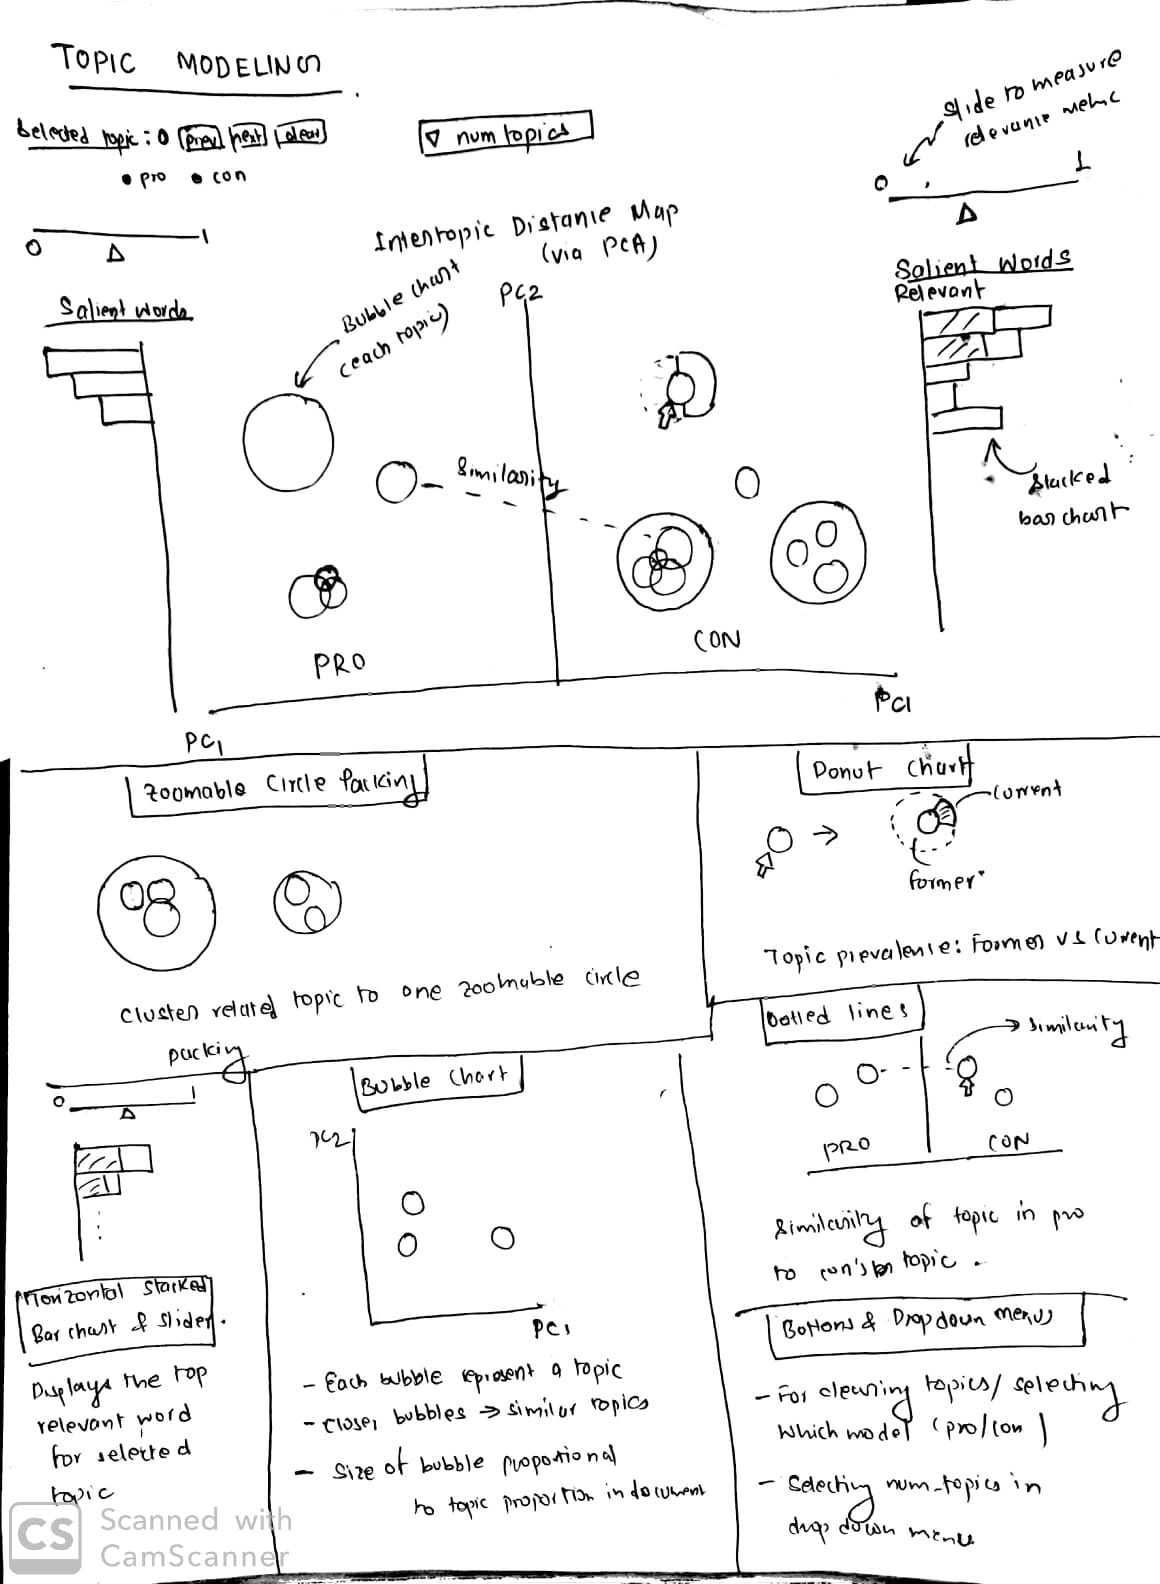 TOPIC MODELING
Selected topic: 0 prev next clear
• pro • con
▽ num topics
slide to measure
relevance metric
0 1
0 1
Intertopic Distance Map
(via PCA)
Salient words
Bubble chart
(each topic)
PC2
Salient Words
Relevant
Similarity
Stacked
bar chart
PRO
CON
PC1
PC1
Zoomable Circle Packing
Cluster related topic to one zoomable circle
packing
Donut chart
current
former
Topic prevalence: Former vs Current
Dotted lines
→ similarity
PRO
CON
Similarity of topic in pro
to con's topic.
0 1
Horizontal Stacked
Bar chart & slider.
Displays the top
relevant word
for selected
topic
Bubble Chart
PC2
PC1
- Each bubble represent a topic
- closer bubbles → similar topics
- Size of bubble proportional
to topic proportion in document
Bottons & Dropdown menus
- For clearing topics/selecting
which model (pro/con)
- Selecting num_topics in
drop down menu
CS Scanned with
CamScanner